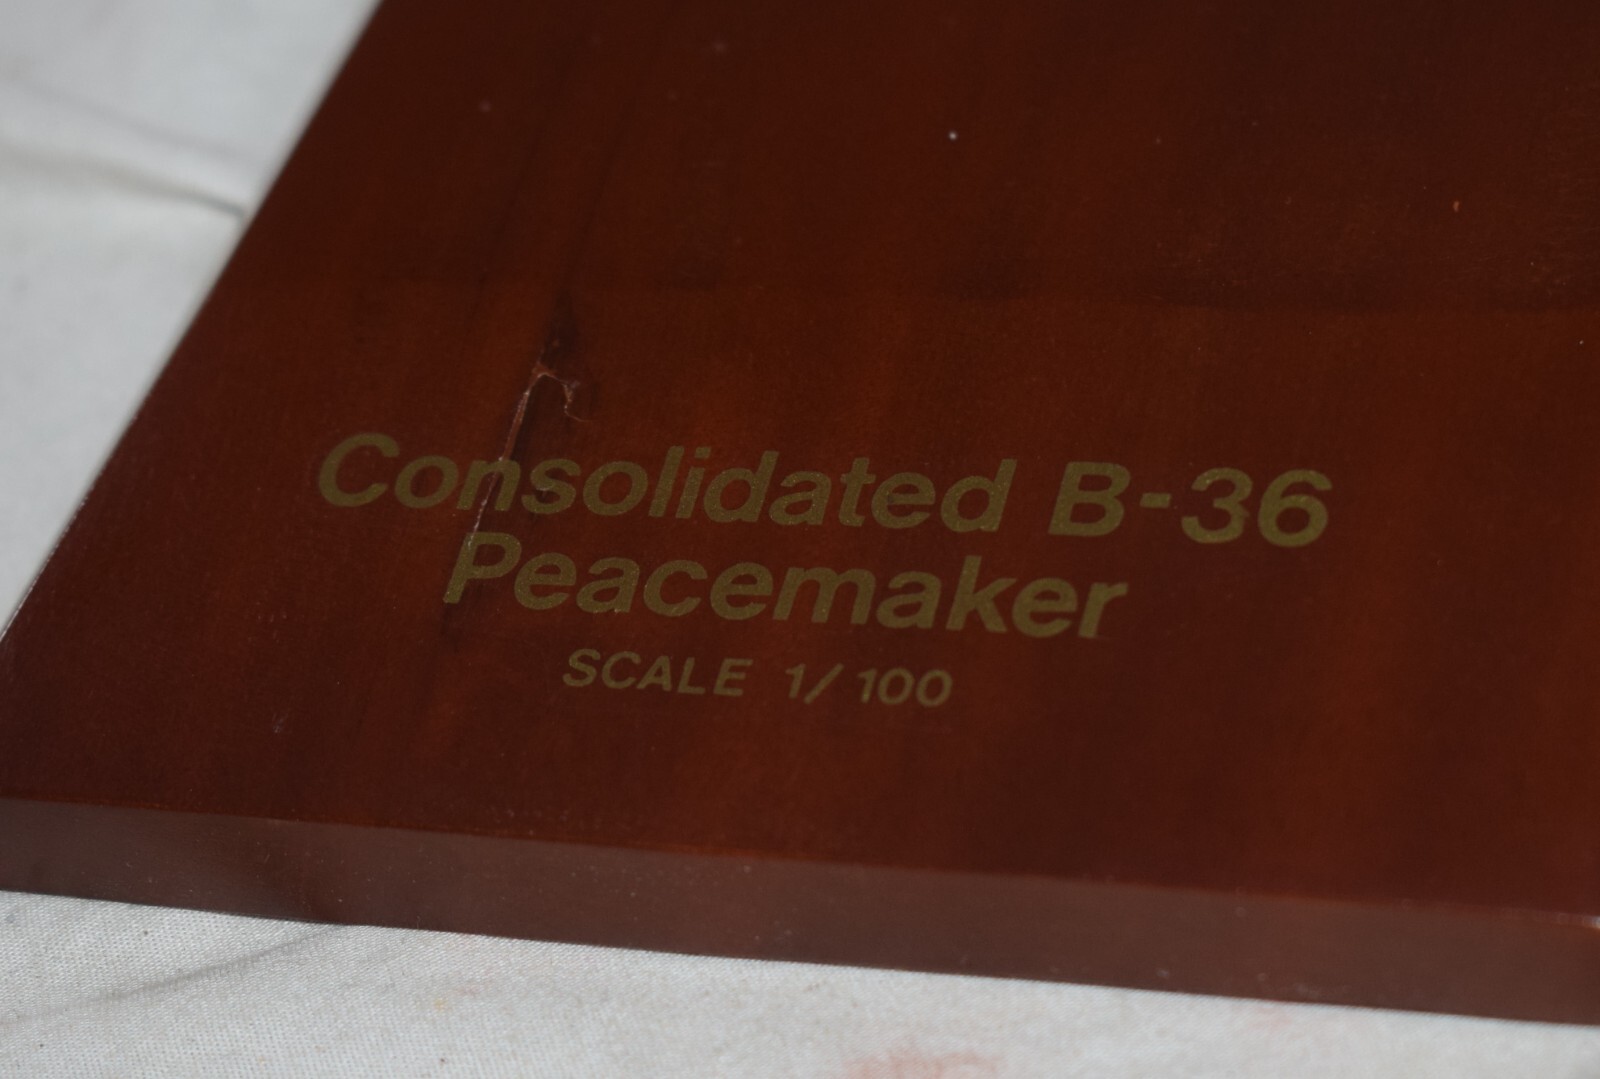 Consolidated B-36
Peacemaker
SCALE 1/100